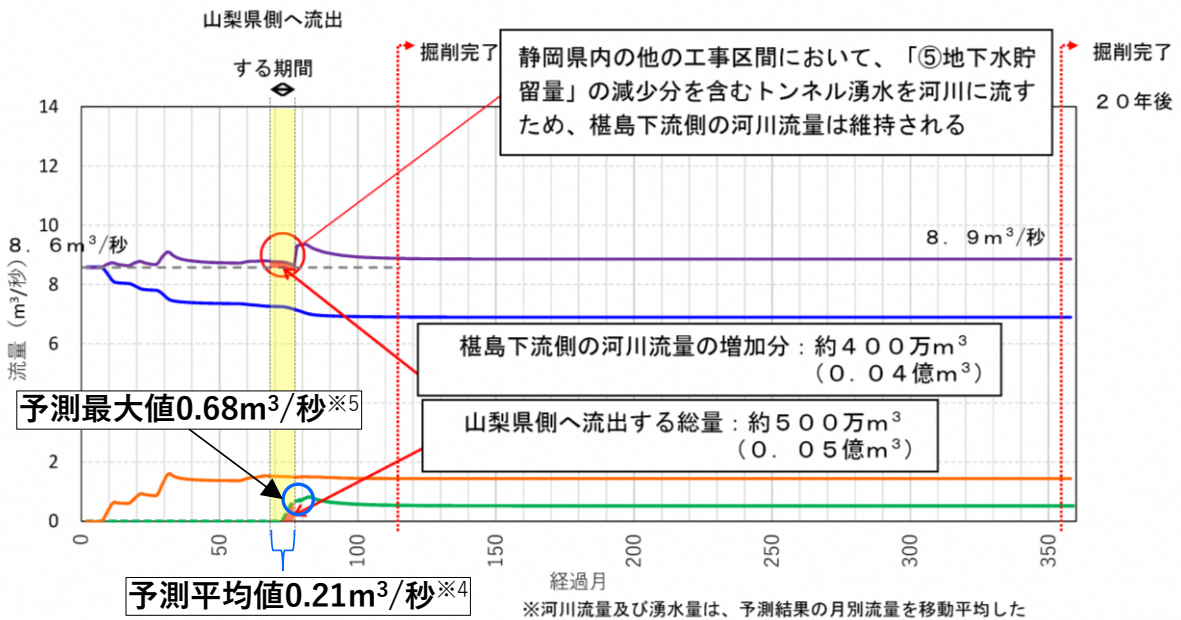 山梨県側へ流出
する期間
掘削完了
静岡県内の他の工事区間において、「⑤地下水貯
留量」の減少分を含むトンネル湧水を河川に流す
ため、椹島下流側の河川流量は維持される
掘削完了
２０年後
14
12
10
8
6
2
0
流量（m³/秒）
８．６m³/秒
８．９m³/秒
椹島下流側の河川流量の増加分：約４００万m³
（０．０４億m³）
予測最大値0.68m³/秒※5
山梨県側へ流出する総量：約５００万m³
（０．０５億m³）
0
50
100
150
200
250
300
350
予測平均値0.21m³/秒※4
経過月
※河川流量及び湧水量は、予測結果の月別流量を移動平均した